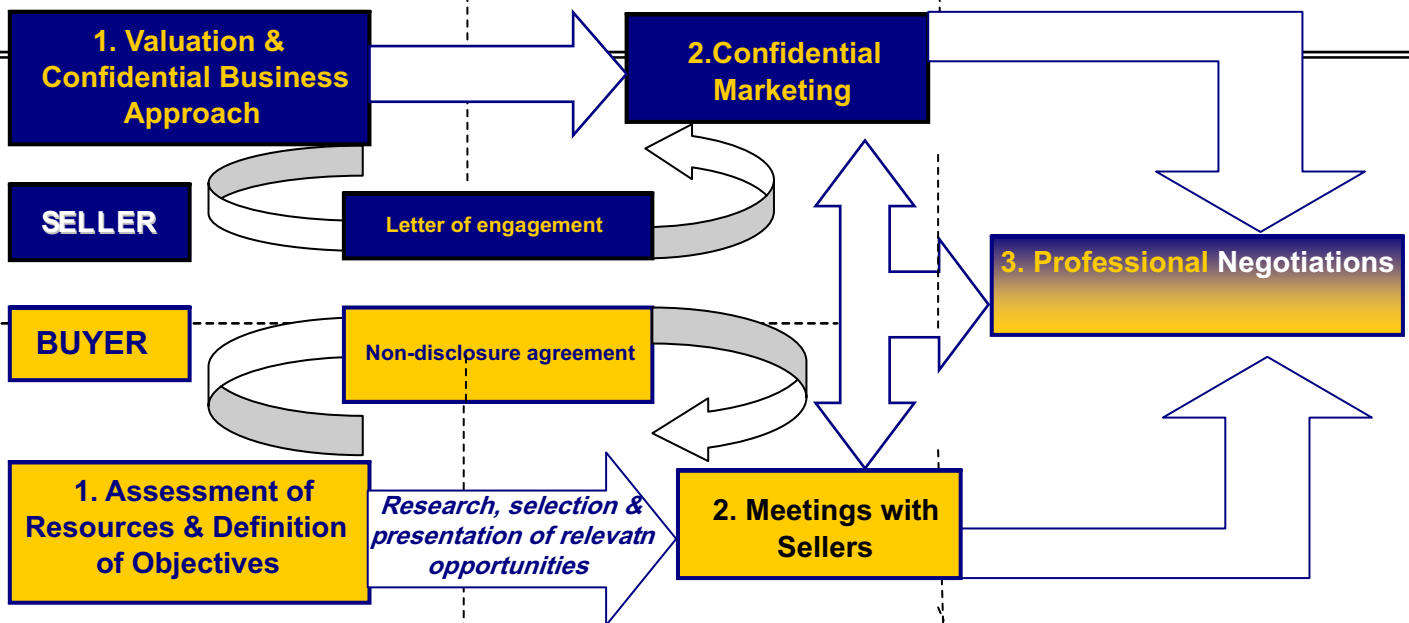 1. Valuation &
Confidential Business
Approach
2.Confidential
Marketing
SELLER
Letter of engagement
3. Professional Negotiations
BUYER
Non-disclosure agreement
1. Assessment of
Resources & Definition
of Objectives
Research, selection &
presentation of relevatn
opportunities
2. Meetings with
Sellers